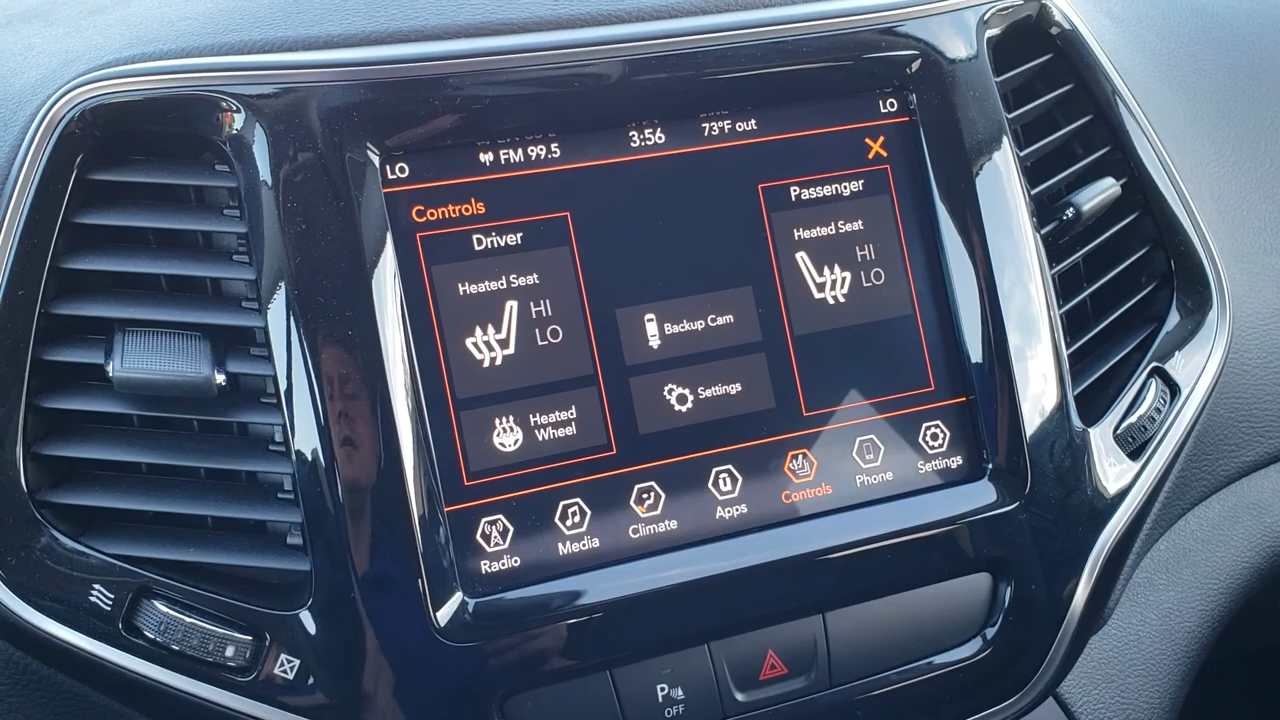 LO
FM 99.5
3:56
73°F out
LO
Controls
Driver
Heated Seat
HI
LO
Heated
Wheel
Backup Cam
Settings
Passenger
Heated Seat
HI
LO
Radio
Media
Climate
Apps
Controls
Phone
Settings
P
OFF